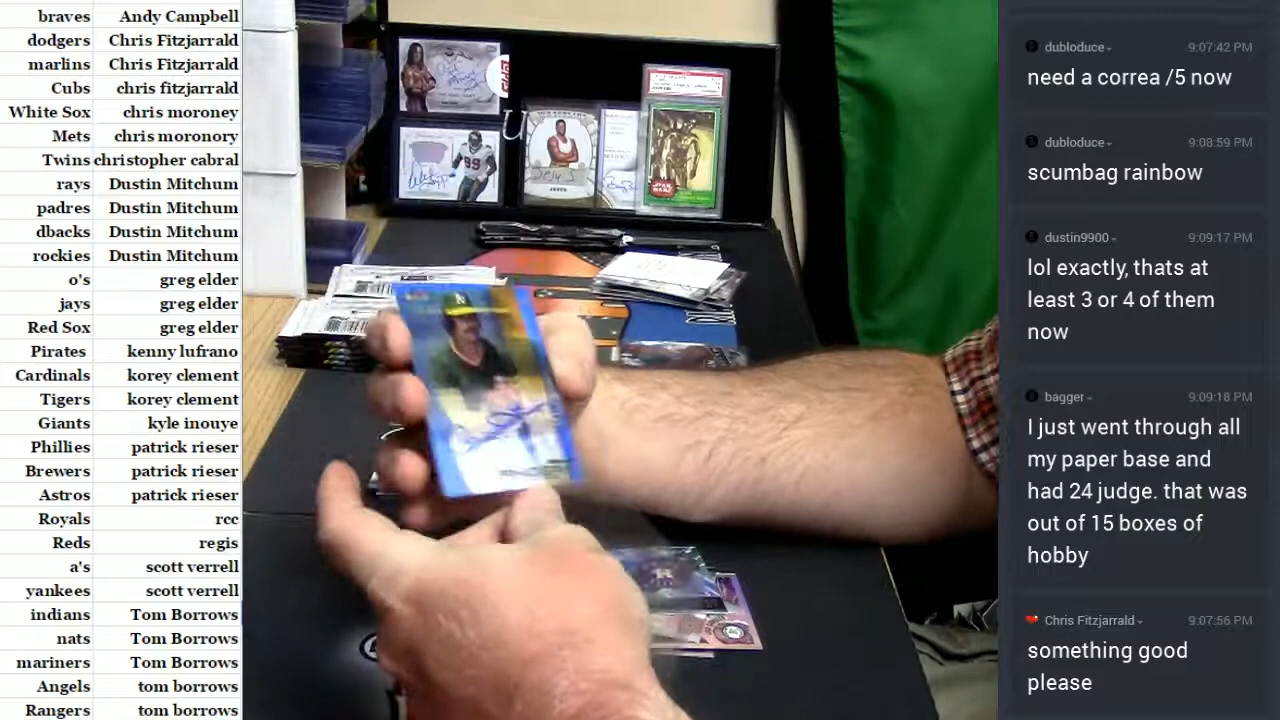 braves Andy Campbell
dodgers Chris Fitzjarrald
marlins Chris Fitzjarrald
Cubs chris fitzjarrald
White Sox chris moroney
Mets chris moronory
Twins christopher cabral
rays Dustin Mitchum
padres Dustin Mitchum
dbacks Dustin Mitchum
rockies Dustin Mitchum
o's greg elder
jays greg elder
Red Sox greg elder
Pirates kenny lufrano
Cardinals korey clement
Tigers korey clement
Giants kyle inouye
Phillies patrick rieser
Brewers patrick rieser
Astros patrick rieser
Royals rcc
Reds regis
a's scott verrell
yankees scott verrell
indians Tom Borrows
nats Tom Borrows
mariners Tom Borrows
Angels tom borrows
Rangers tom borrows
STAR
WARS
99
dubloduce 9:07:42 PM
need a correa /5 now
dubloduce 9:08:59 PM
scumbag rainbow
dustin9900 9:09:17 PM
lol exactly, thats at
least 3 or 4 of them
now
bagger 9:09:18 PM
I just went through all
my paper base and
had 24 judge. that was
out of 15 boxes of
hobby
Chris Fitzjarrald 9:07:56 PM
something good
please